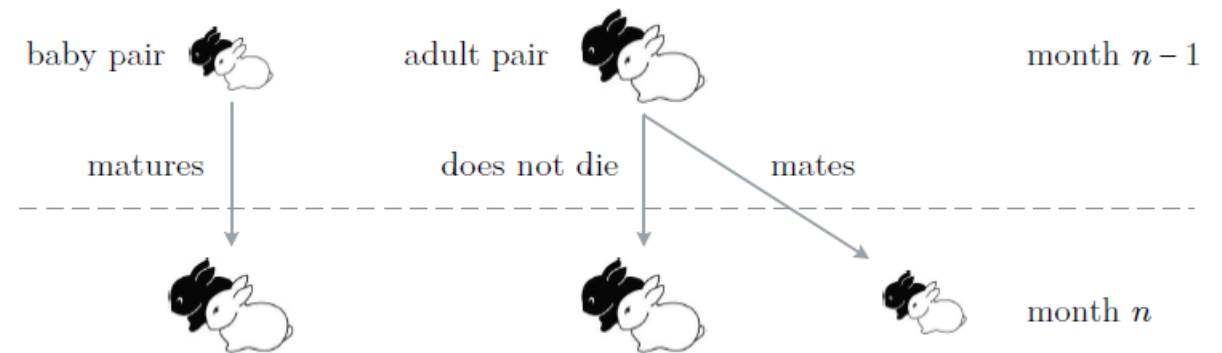 baby pair adult pair month n − 1
matures does not die mates
month n